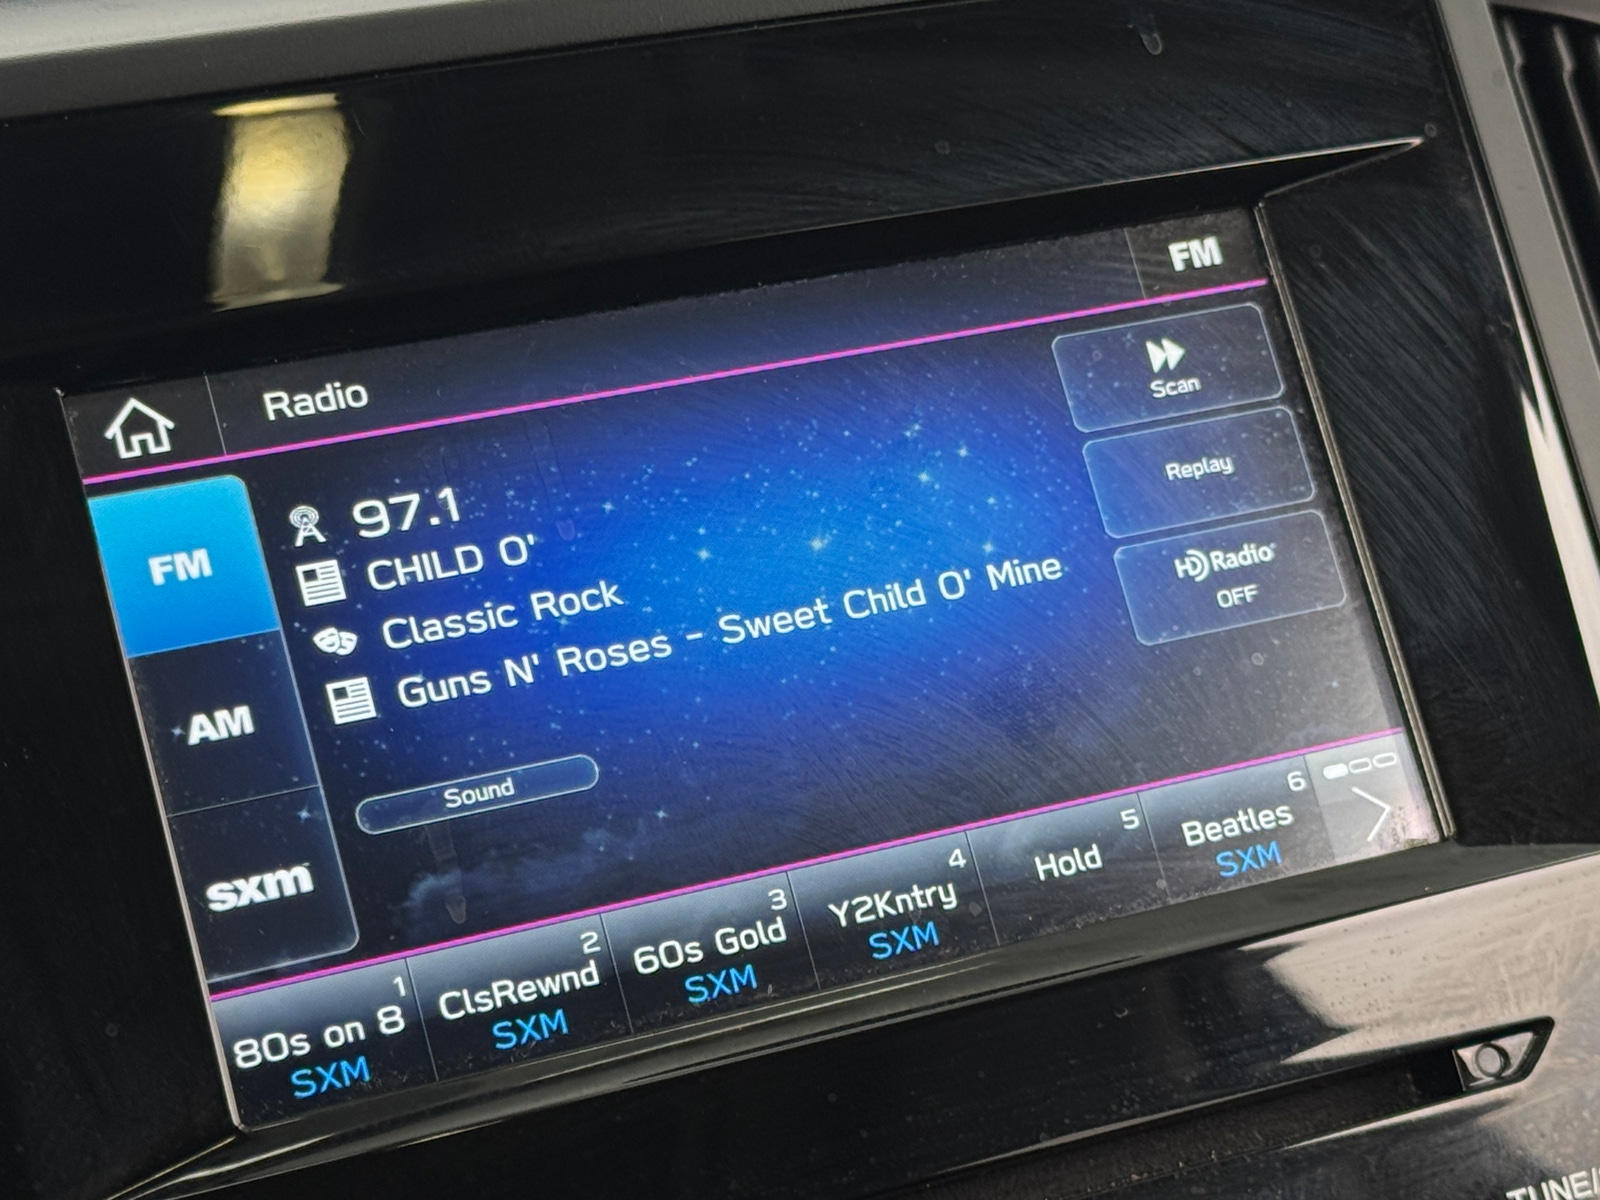 Radio
FM
97.1
CHILD O'
Classic Rock
Guns N' Roses - Sweet Child O' Mine
Sound
FM
AM
sxm
Scan
Replay
HD Radio
OFF
1
80s on 8
SXM
2
ClsRewnd
SXM
3
60s Gold
SXM
4
Y2Kntry
SXM
5
Hold
6
Beatles
SXM
TUNE/